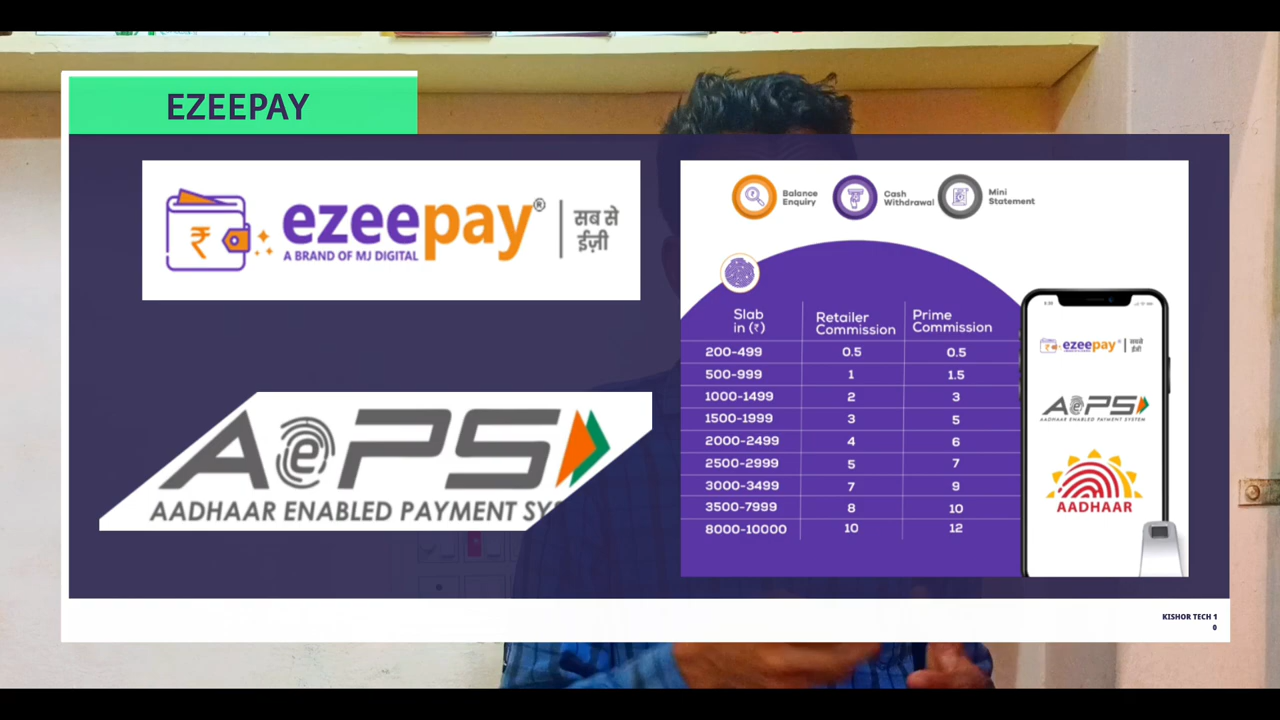 EZEEPAY
ezeepay®
सब से
ईज़ी
A BRAND OF MJ DIGITAL
AePS
AADHAAR ENABLED PAYMENT SYS
Balance
Enquiry
Cash
Withdrawal
Mini
Statement
Slab
in (₹)
Retailer
Commission
Prime
Commission
200-499 0.5 0.5
500-999 1 1.5
1000-1499 2 3
1500-1999 3 5
2000-2499 4 6
2500-2999 5 7
3000-3499 7 9
3500-7999 8 10
8000-10000 10 12
ezeepay
सब से
ईज़ी
AePS
AADHAAR ENABLED PAYMENT SYSTEM
AADHAAR
KISHOR TECH 1
0